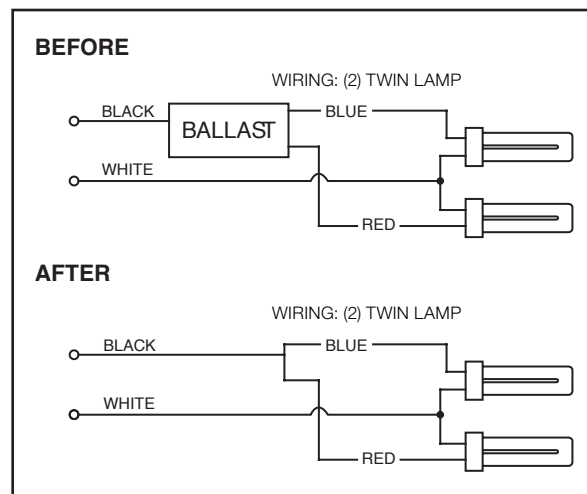 BEFORE
WIRING: (2) TWIN LAMP
BLACK
BALLAST
BLUE
WHITE
RED
AFTER
WIRING: (2) TWIN LAMP
BLACK
BLUE
WHITE
RED